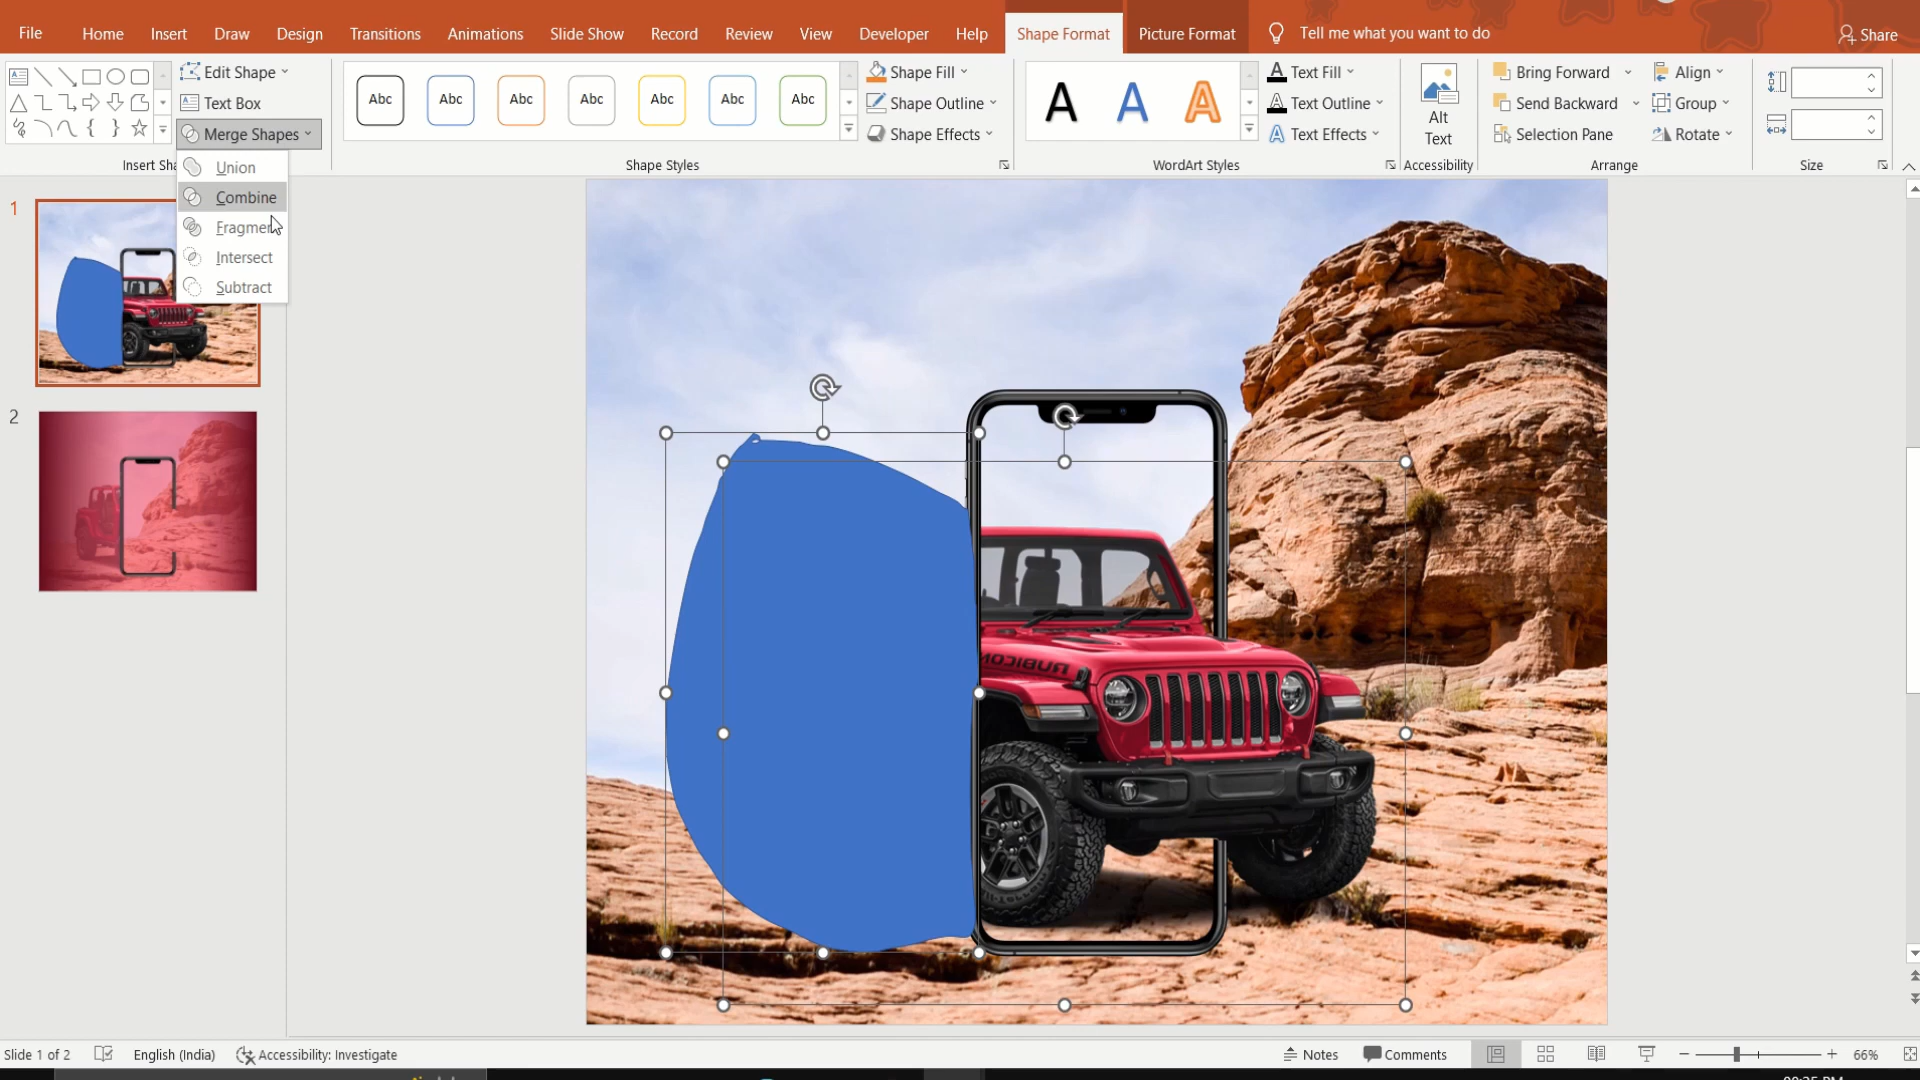 File Home Insert Draw Design Transitions Animations Slide Show Record Review View Developer Help Shape Format Picture Format Tell me what you want to do Share
Edit Shape
Text Box
Merge Shapes
Insert Sha
Union
Combine
Fragmen
Intersect
Subtract
Abc Abc Abc Abc Abc Abc Abc
Shape Fill
Shape Outline
Shape Effects
Shape Styles
A A A
Text Fill
Text Outline
Text Effects
WordArt Styles
Alt
Text
Accessibility
Bring Forward
Send Backward
Selection Pane
Align
Group
Rotate
Arrange
Size
1
2
RUBICON
Slide 1 of 2 English (India) Accessibility: Investigate Notes Comments 66%